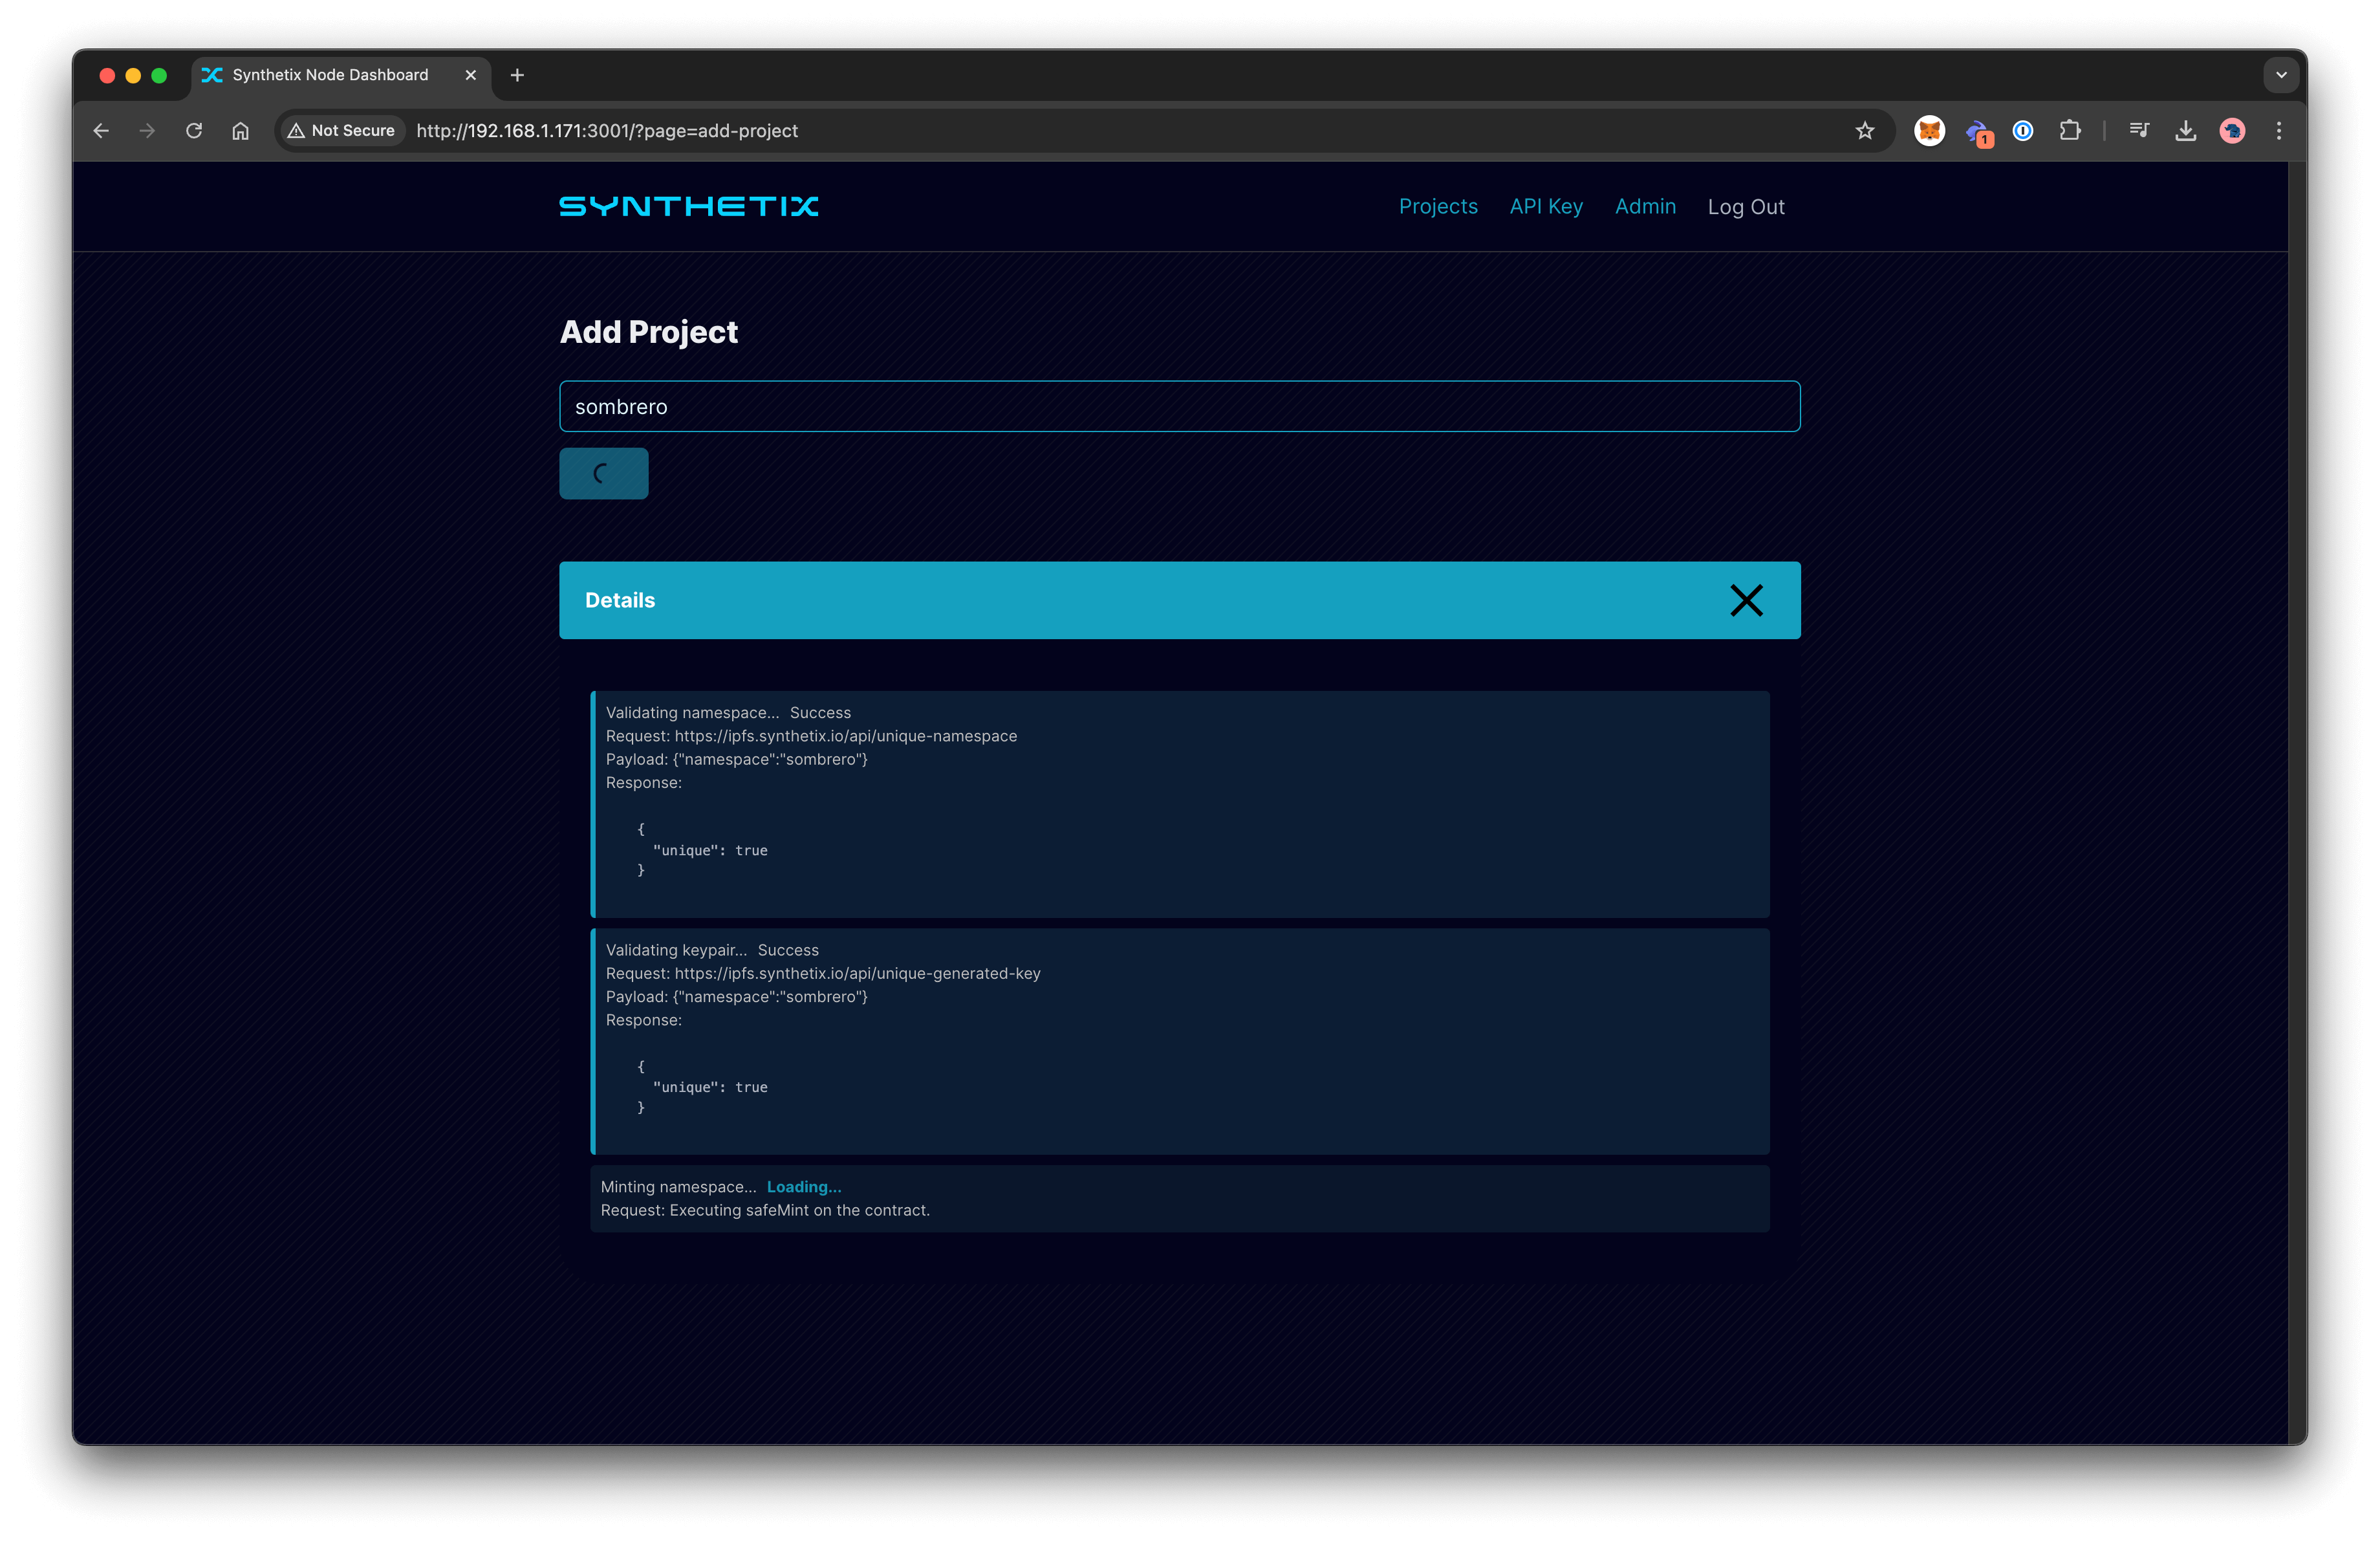 Synthetix Node Dashboard
Not Secure http://192.168.1.171:3001/?page=add-project
1
SYNTHETIX
Projects API Key Admin Log Out
Add Project
sombrero
Details
Validating namespace... Success
Request: https://ipfs.synthetix.io/api/unique-namespace
Payload: {"namespace":"sombrero"}
Response:
{
"unique": true
}
Validating keypair... Success
Request: https://ipfs.synthetix.io/api/unique-generated-key
Payload: {"namespace":"sombrero"}
Response:
{
"unique": true
}
Minting namespace... Loading...
Request: Executing safeMint on the contract.